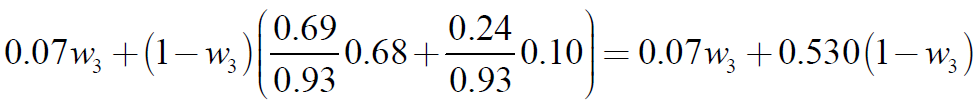 0.07w₃ + (1 − w₃)(0.69/0.93 0.68 + 0.24/0.93 0.10) = 0.07w₃ + 0.530(1 − w₃)